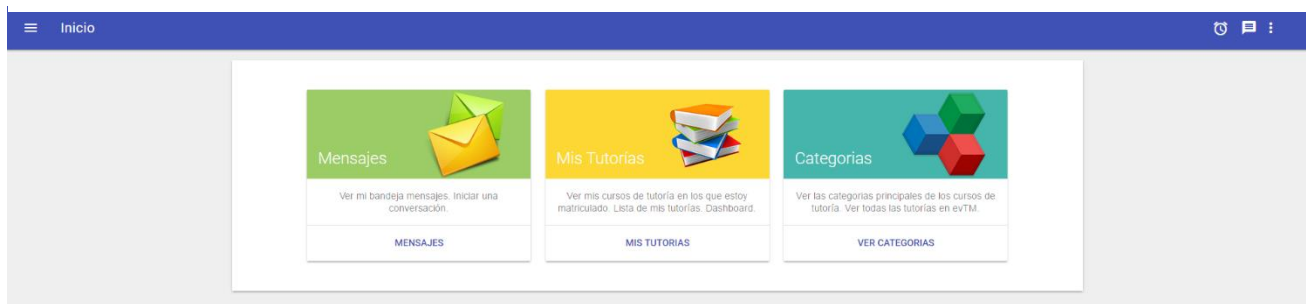 Inicio
Mensajes
Ver mi bandeja mensajes. Iniciar una
conversación.
MENSAJES
Mis Tutorías
Ver mis cursos de tutoría en los que estoy
matriculado. Lista de mis tutorías. Dashboard.
MIS TUTORIAS
Categorias
Ver las categorias principales de los cursos de
tutoría. Ver todas las tutorías en evTM.
VER CATEGORIAS